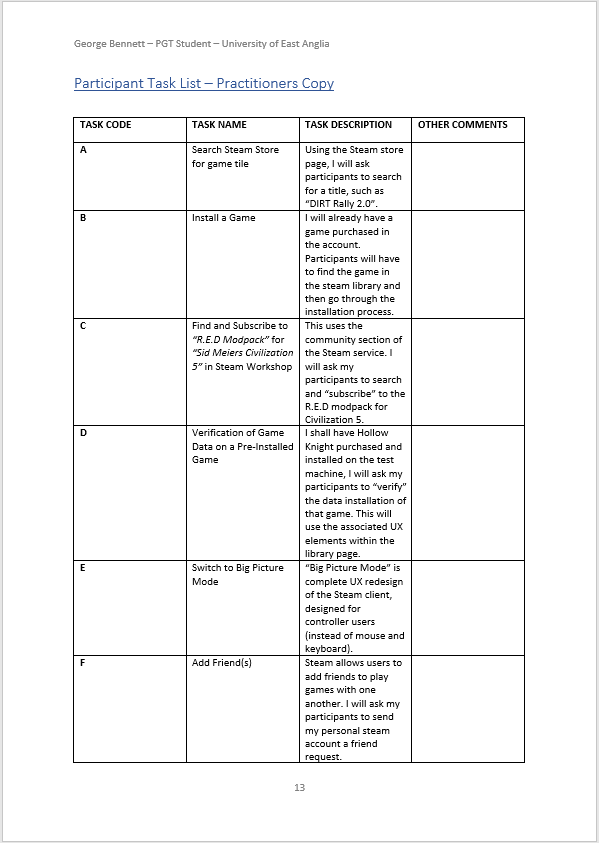 George Bennett – PGT Student – University of East Anglia
Participant Task List – Practitioners Copy
TASK CODE
TASK NAME
TASK DESCRIPTION
OTHER COMMENTS
A
Search Steam Store
for game tile
Using the Steam store
page, I will ask
participants to search
for a title, such as
“DIRT Rally 2.0”.
B
Install a Game
I will already have a
game purchased in
the account.
Participants will have
to find the game in
the steam library and
then go through the
installation process.
C
Find and Subscribe to
“R.E.D Modpack” for
“Sid Meiers Civilization
5” in Steam Workshop
This uses the
community section of
the Steam service. I
will ask my
participants to search
and “subscribe” to the
R.E.D modpack for
Civilization 5.
D
Verification of Game
Data on a Pre-Installed
Game
I shall have Hollow
Knight purchased and
installed on the test
machine, I will ask my
participants to “verify”
the data installation of
that game. This will
use the associated UX
elements within the
library page.
E
Switch to Big Picture
Mode
“Big Picture Mode” is
complete UX redesign
of the Steam client,
designed for
controller users
(instead of mouse and
keyboard).
F
Add Friend(s)
Steam allows users to
add friends to play
games with one
another. I will ask my
participants to send
my personal steam
account a friend
request.
13